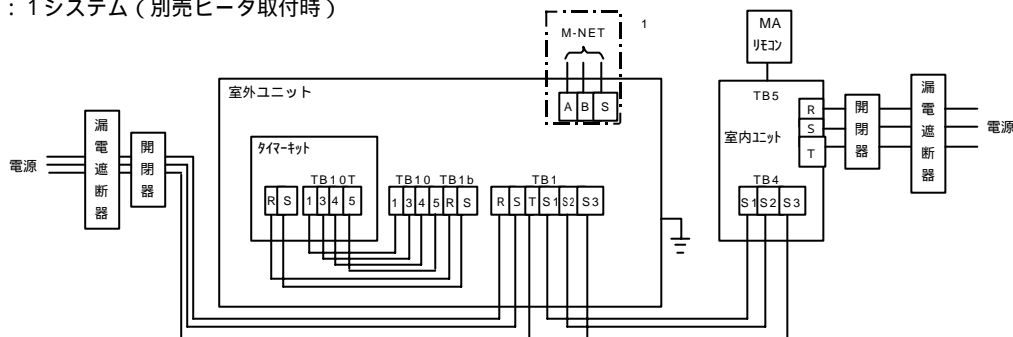 ：１システム（別売ヒータ取付時）
M-NET
1
MA
リモコン
室外ユニット
A B S
TB5
R
S
T
室内ユニット
開閉器
漏電遮断器
電源
電源
漏電遮断器
開閉器
タイマーキット
TB10T
TB10
TB1b
TB1
TB4
R S
1 3 4 5
1 3 4 5 R S
R S T S1 S2 S3
S1 S2 S3